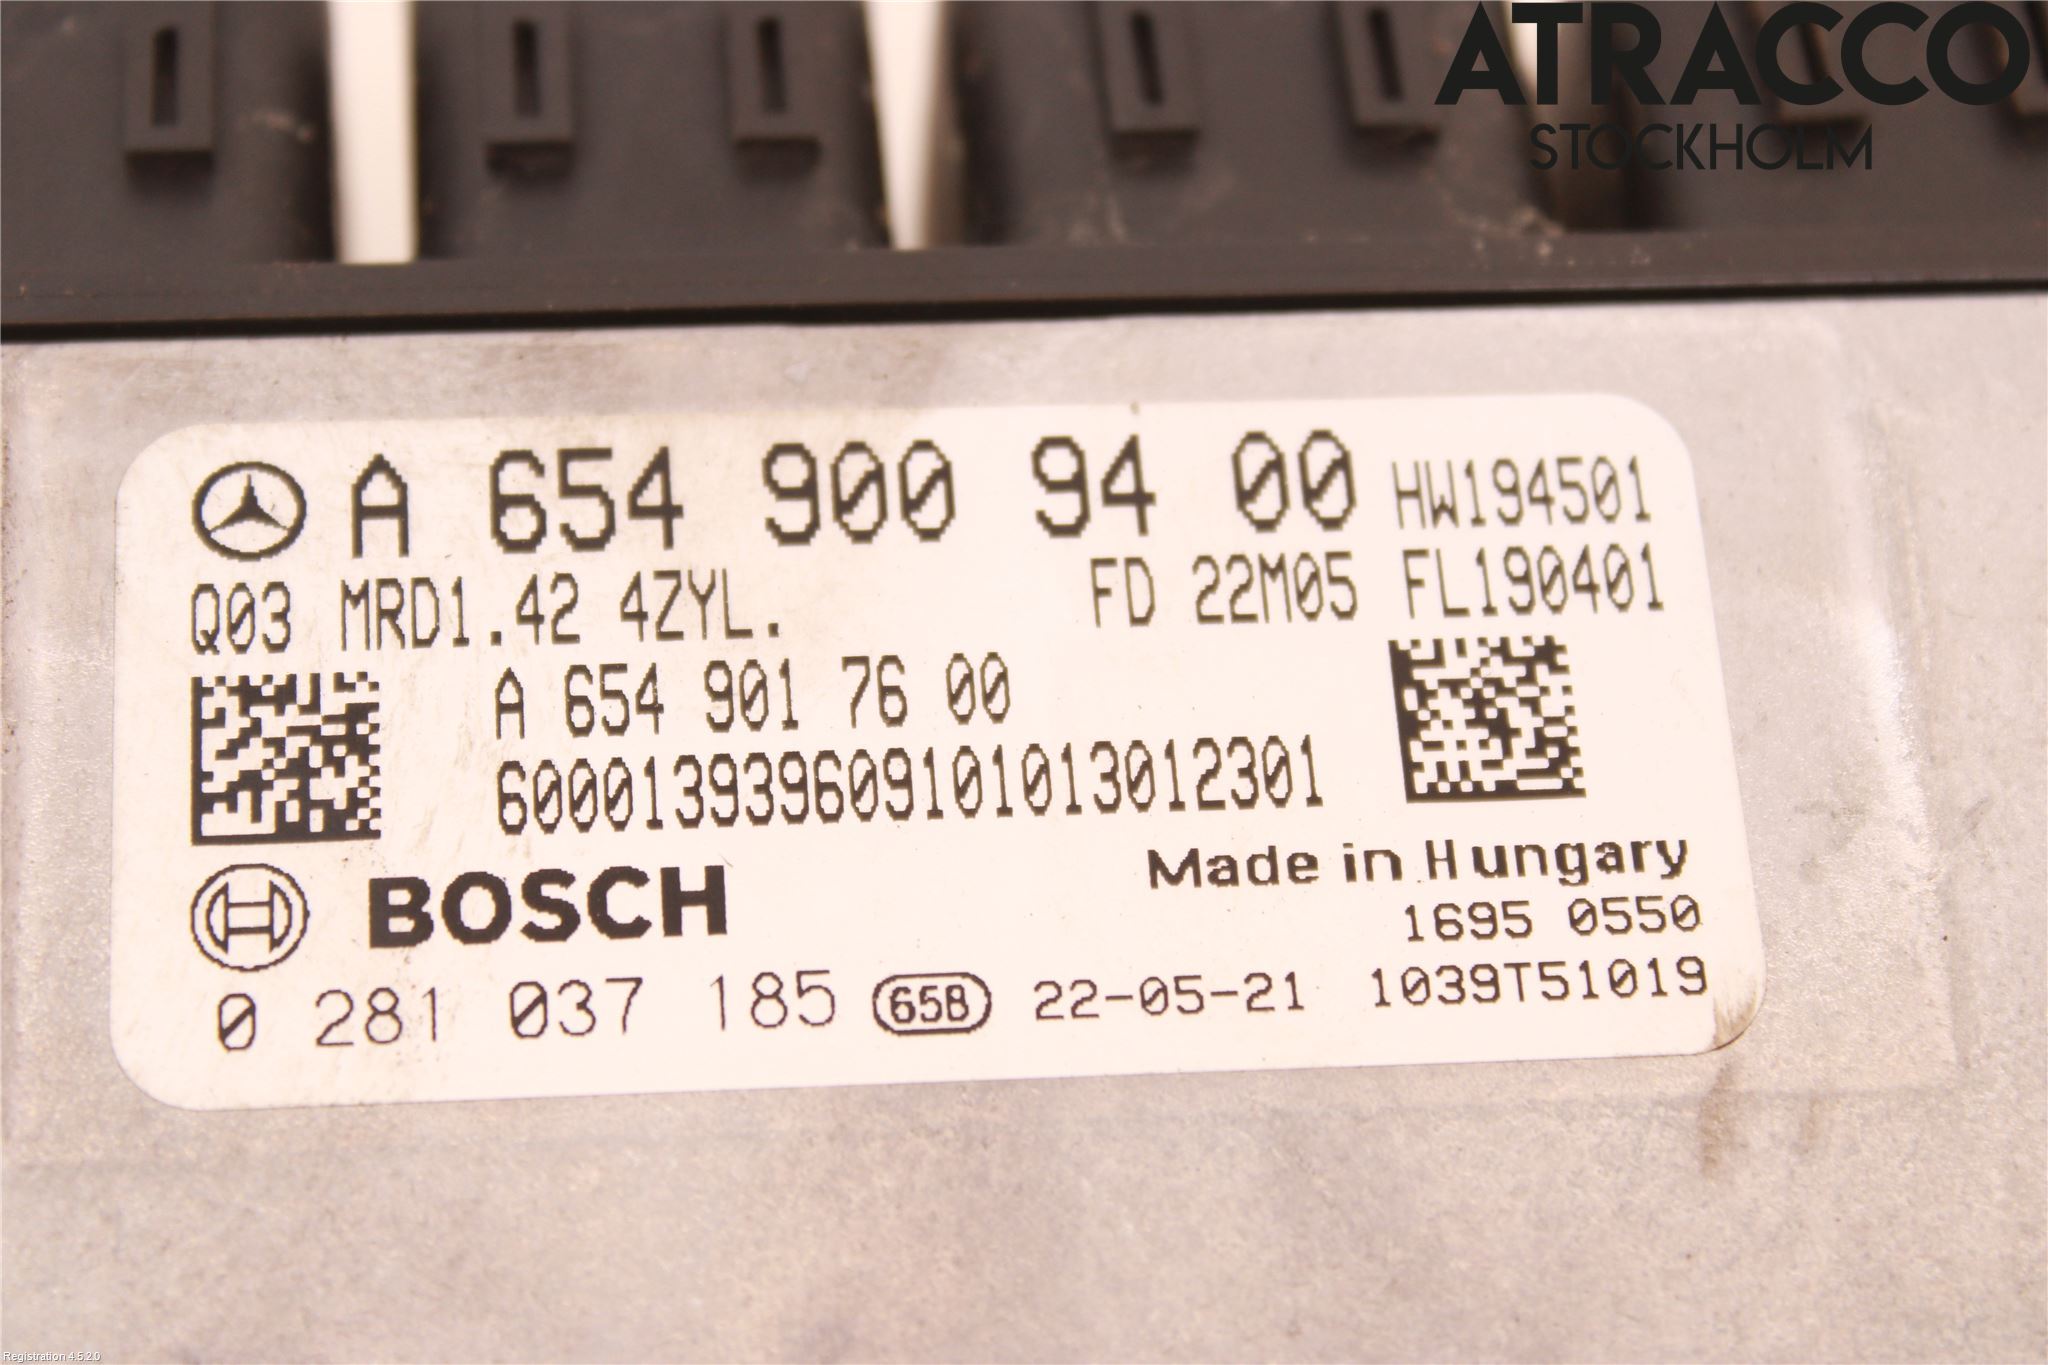 ATRACCO
STOCKHOLM
A 654 900 94 00 HW194501
Q03 MRD1.42 4ZYL. FD 22M05 FL190401
A 654 901 76 00
600013939609101013012301
BOSCH
Made in Hungary
1695 0550
0 281 037 185 65B 22-05-21 1039T51019
Registration 4.5.2.0